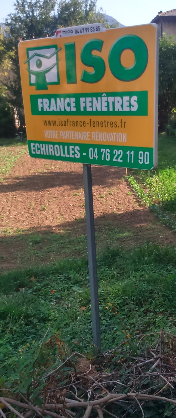 ISO
FRANCE FENÊTRES
www.isofrance-fenetres.fr
VOTRE PARTENAIRE RÉNOVATION
ECHIROLLES - 04 76 22 11 90